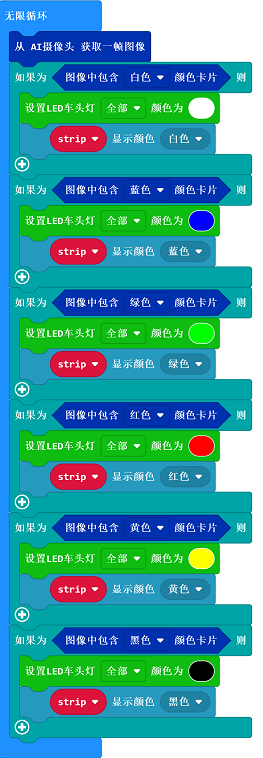 无限循环
从 AI摄像头 获取一帧图像
如果为 图像中包含 白色 颜色卡片 则
设置LED车头灯 全部 颜色为
strip 显示颜色 白色
如果为 图像中包含 蓝色 颜色卡片 则
设置LED车头灯 全部 颜色为
strip 显示颜色 蓝色
如果为 图像中包含 绿色 颜色卡片 则
设置LED车头灯 全部 颜色为
strip 显示颜色 绿色
如果为 图像中包含 红色 颜色卡片 则
设置LED车头灯 全部 颜色为
strip 显示颜色 红色
如果为 图像中包含 黄色 颜色卡片 则
设置LED车头灯 全部 颜色为
strip 显示颜色 黄色
如果为 图像中包含 黑色 颜色卡片 则
设置LED车头灯 全部 颜色为
strip 显示颜色 黑色